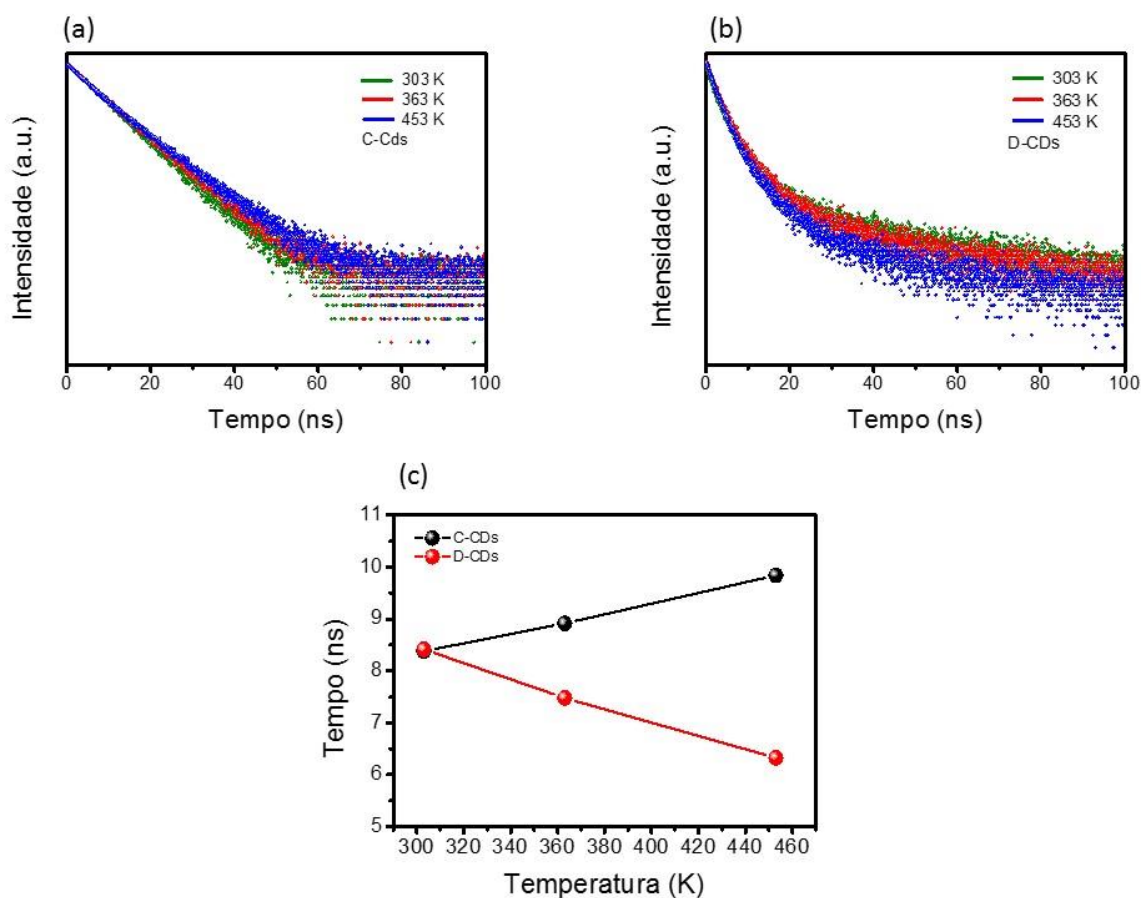 (a)
303 K
363 K
453 K
C-Cds
Intensidade (a.u.)
0 20 40 60 80 100
Tempo (ns)
(b)
303 K
363 K
453 K
D-CDs
Intensidade (a.u.)
0 20 40 60 80 100
Tempo (ns)
(c)
C-CDs
D-CDs
11
10
9
8
7
6
5
Tempo (ns)
300 320 340 360 380 400 420 440 460
Temperatura (K)